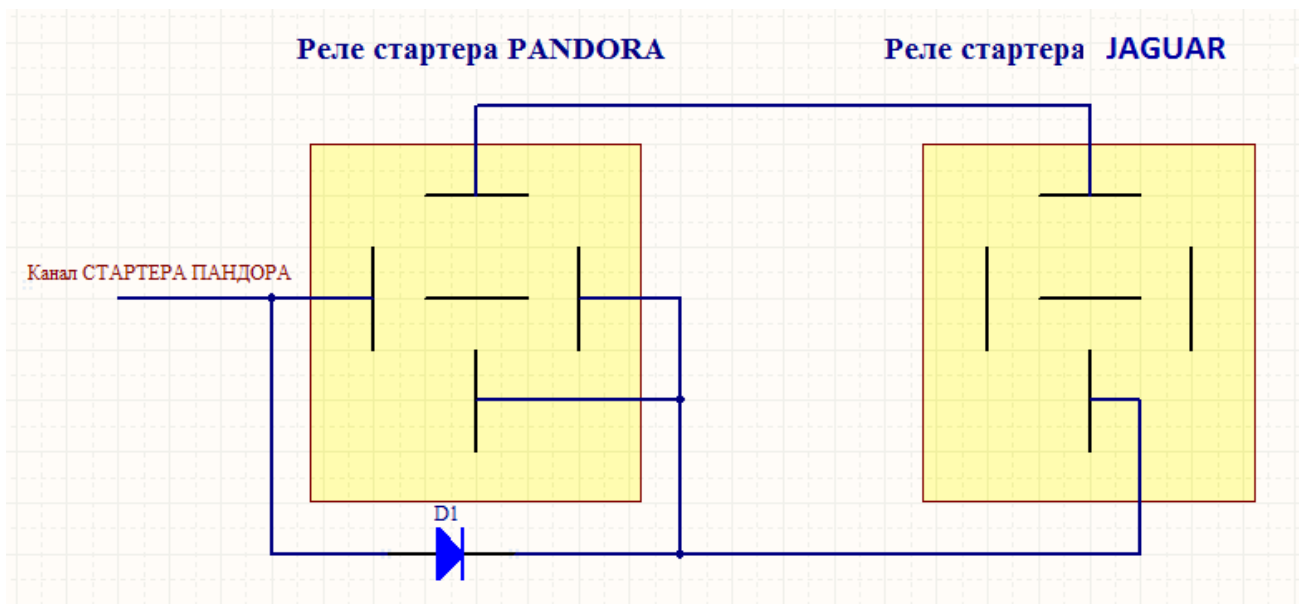 Реле стартера PANDORA
Реле стартера JAGUAR
Канал СТАРТЕРА ПАНДОРА
D1